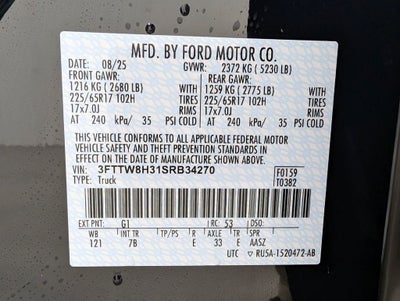 MFD. BY FORD MOTOR CO.
DATE: 08/25 GVWR: 2372 KG ( 5230 LB)
FRONT GAWR: REAR GAWR:
1216 KG ( 2680 LB) WITH 1259 KG ( 2775 LB) WITH
225/65R17 102H TIRES 225/65R17 102H TIRES
17x7.0J RIMS 17x7.0J RIMS
AT 240 kPa/ 35 PSI COLD AT 240 kPa/ 35 PSI COLD
THIS VEHICLE CONFORMS TO ALL APPLICABLE FEDERAL MOTOR
VEHICLE SAFETY AND THEFT PREVENTION STANDARDS IN
EFFECT ON THE DATE OF MANUFACTURE SHOWN ABOVE.
VIN: 3FTTW8H31SRB34270 F0159
TYPE: Truck T0382
EXT PNT: G1 RC: 53 DSO:
WB INT TR TP/PS R AXLE TR SPR
121 7B E 33 E AASZ
UTC ▽ RU5A-1520472-AB